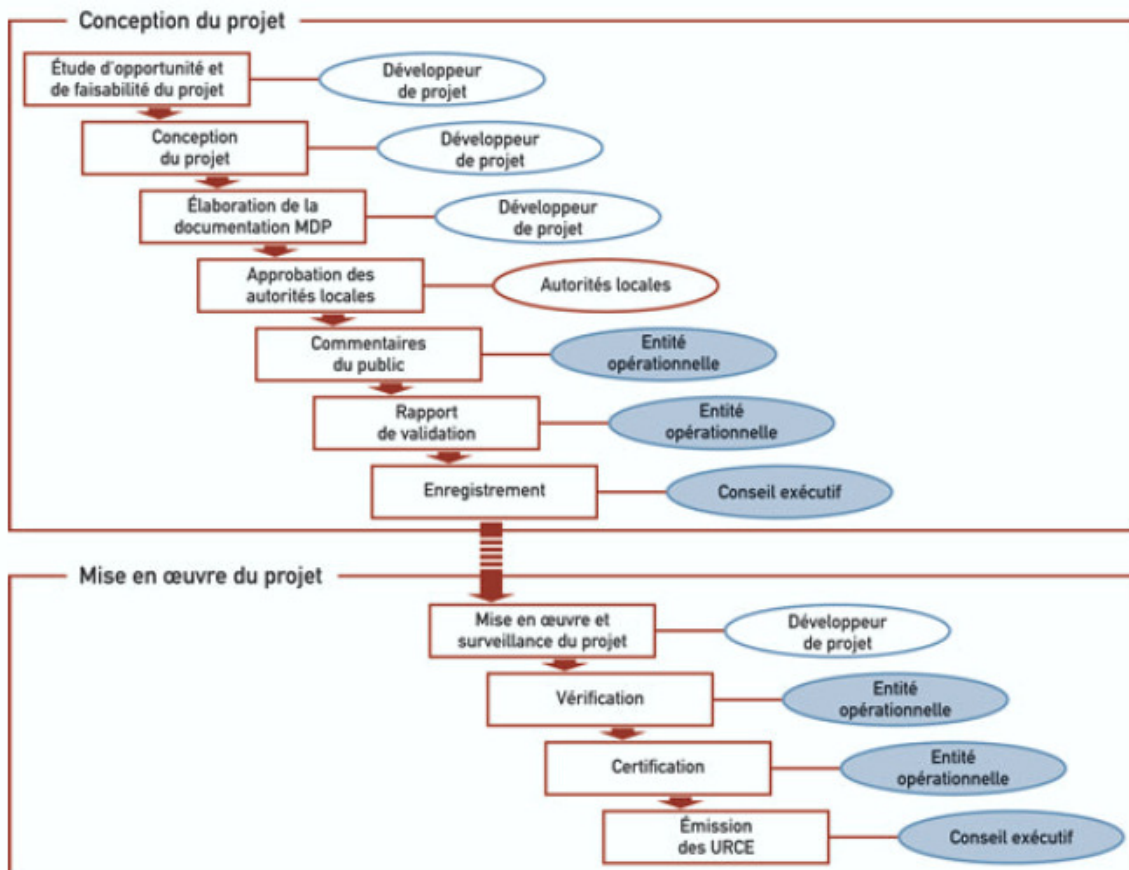 Conception du projet
Étude d'opportunité et
de faisabilité du projet
Développeur
de projet
Conception
du projet
Développeur
de projet
Élaboration de la
documentation MDP
Développeur
de projet
Approbation des
autorités locales
Autorités locales
Commentaires
du public
Entité
opérationnelle
Rapport
de validation
Entité
opérationnelle
Enregistrement
Conseil exécutif
Mise en œuvre du projet
Mise en œuvre et
surveillance du projet
Développeur
de projet
Vérification
Entité
opérationnelle
Certification
Entité
opérationnelle
Émission
des URCE
Conseil exécutif